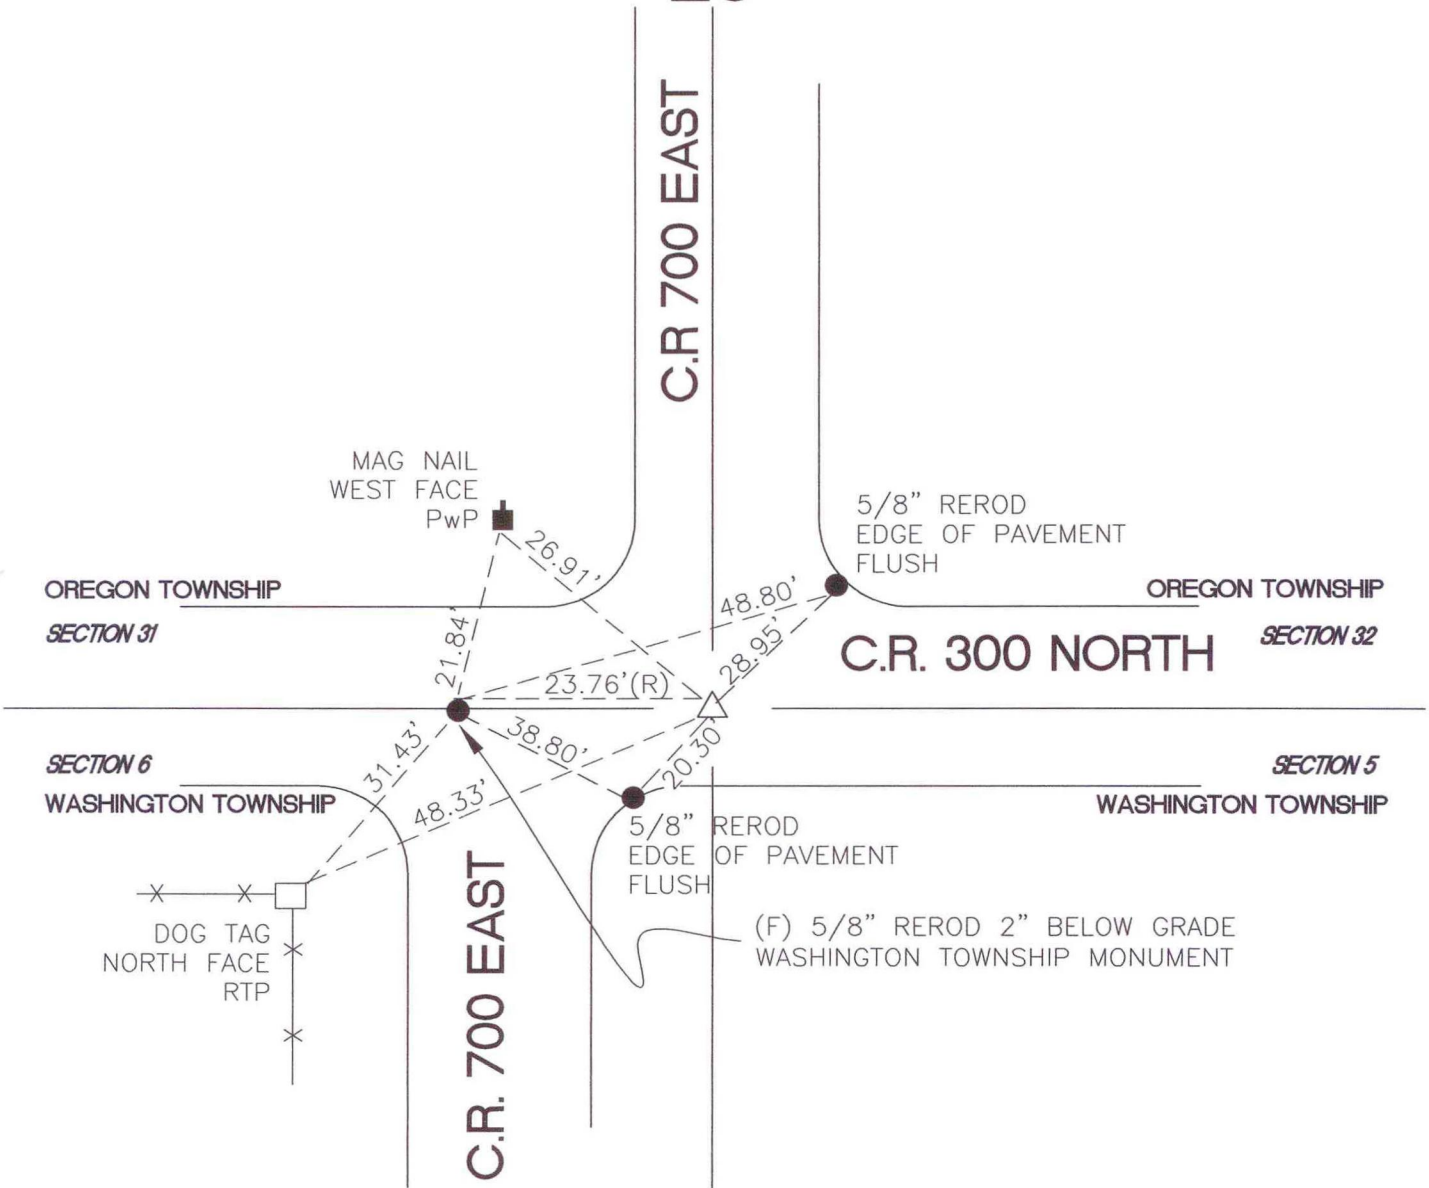 C.R 700 EAST
MAG NAIL
WEST FACE
PwP
5/8" REROD
EDGE OF PAVEMENT
FLUSH
26.91'
48.80'
OREGON TOWNSHIP
OREGON TOWNSHIP
SECTION 31
SECTION 32
21.84'
28.95'
C.R. 300 NORTH
23.76'(R)
38.80'
31.43'
20.30'
48.33'
SECTION 6
SECTION 5
WASHINGTON TOWNSHIP
WASHINGTON TOWNSHIP
5/8" REROD
EDGE OF PAVEMENT
FLUSH
DOG TAG
NORTH FACE
RTP
C.R. 700 EAST
(F) 5/8" REROD 2" BELOW GRADE
WASHINGTON TOWNSHIP MONUMENT